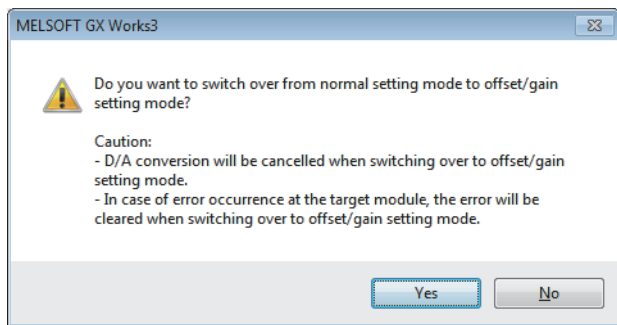 MELSOFT GX Works3
Do you want to switch over from normal setting mode to offset/gain
setting mode?
Caution:
- D/A conversion will be cancelled when switching over to offset/gain
setting mode.
- In case of error occurrence at the target module, the error will be
cleared when switching over to offset/gain setting mode.
Yes
No